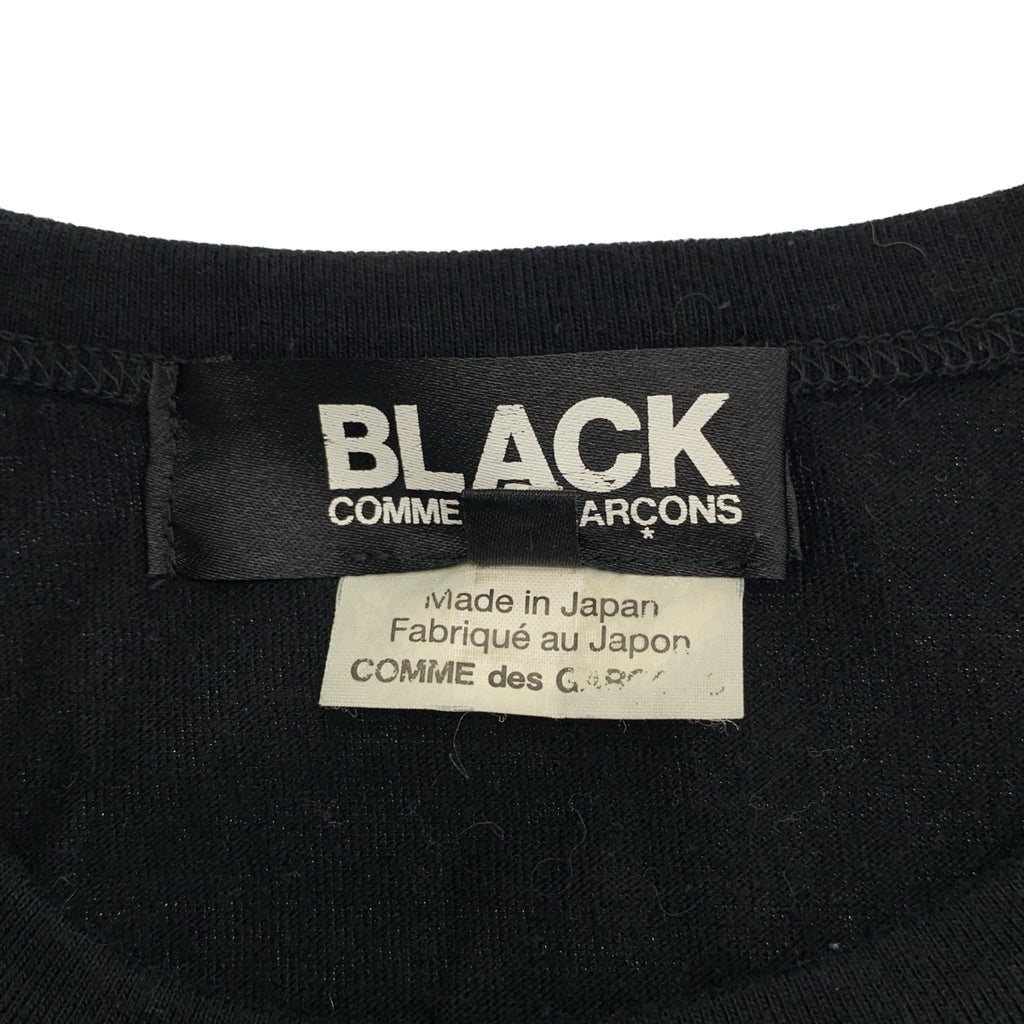 BLACK
COMME ARÇONS
*
Made in Japan
Fabriqué au Japon
COMME des